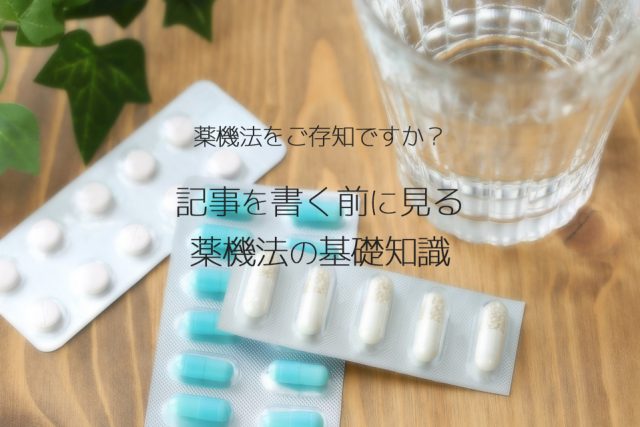 薬機法をご存知ですか？
記事を書く前に見る
薬機法の基礎知識